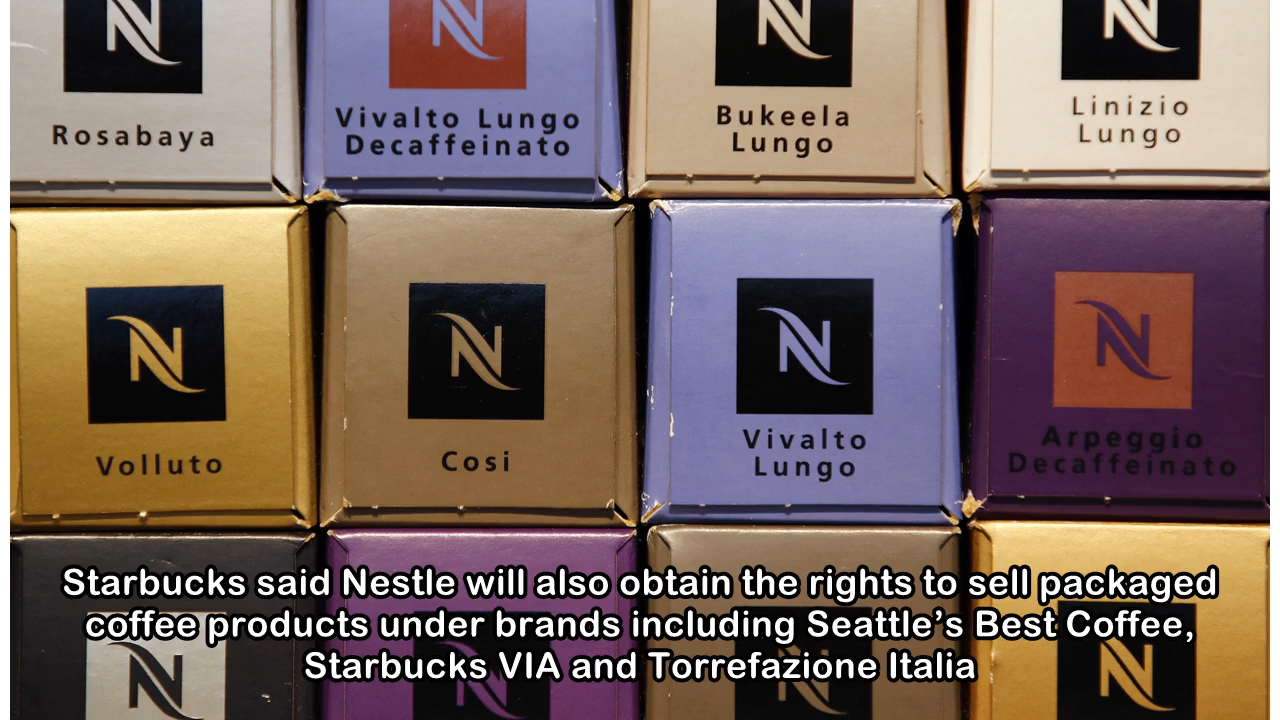 N
N
N
N
Rosabaya
Vivalto Lungo
Decaffeinato
Bukeela
Lungo
Linizio
Lungo
N
N
N
N
Volluto
Cosi
Vivalto
Lungo
Arpeggio
Decaffeinato
N
N
N
N
Starbucks said Nestle will also obtain the rights to sell packaged
coffee products under brands including Seattle’s Best Coffee,
Starbucks VIA and Torrefazione Italia